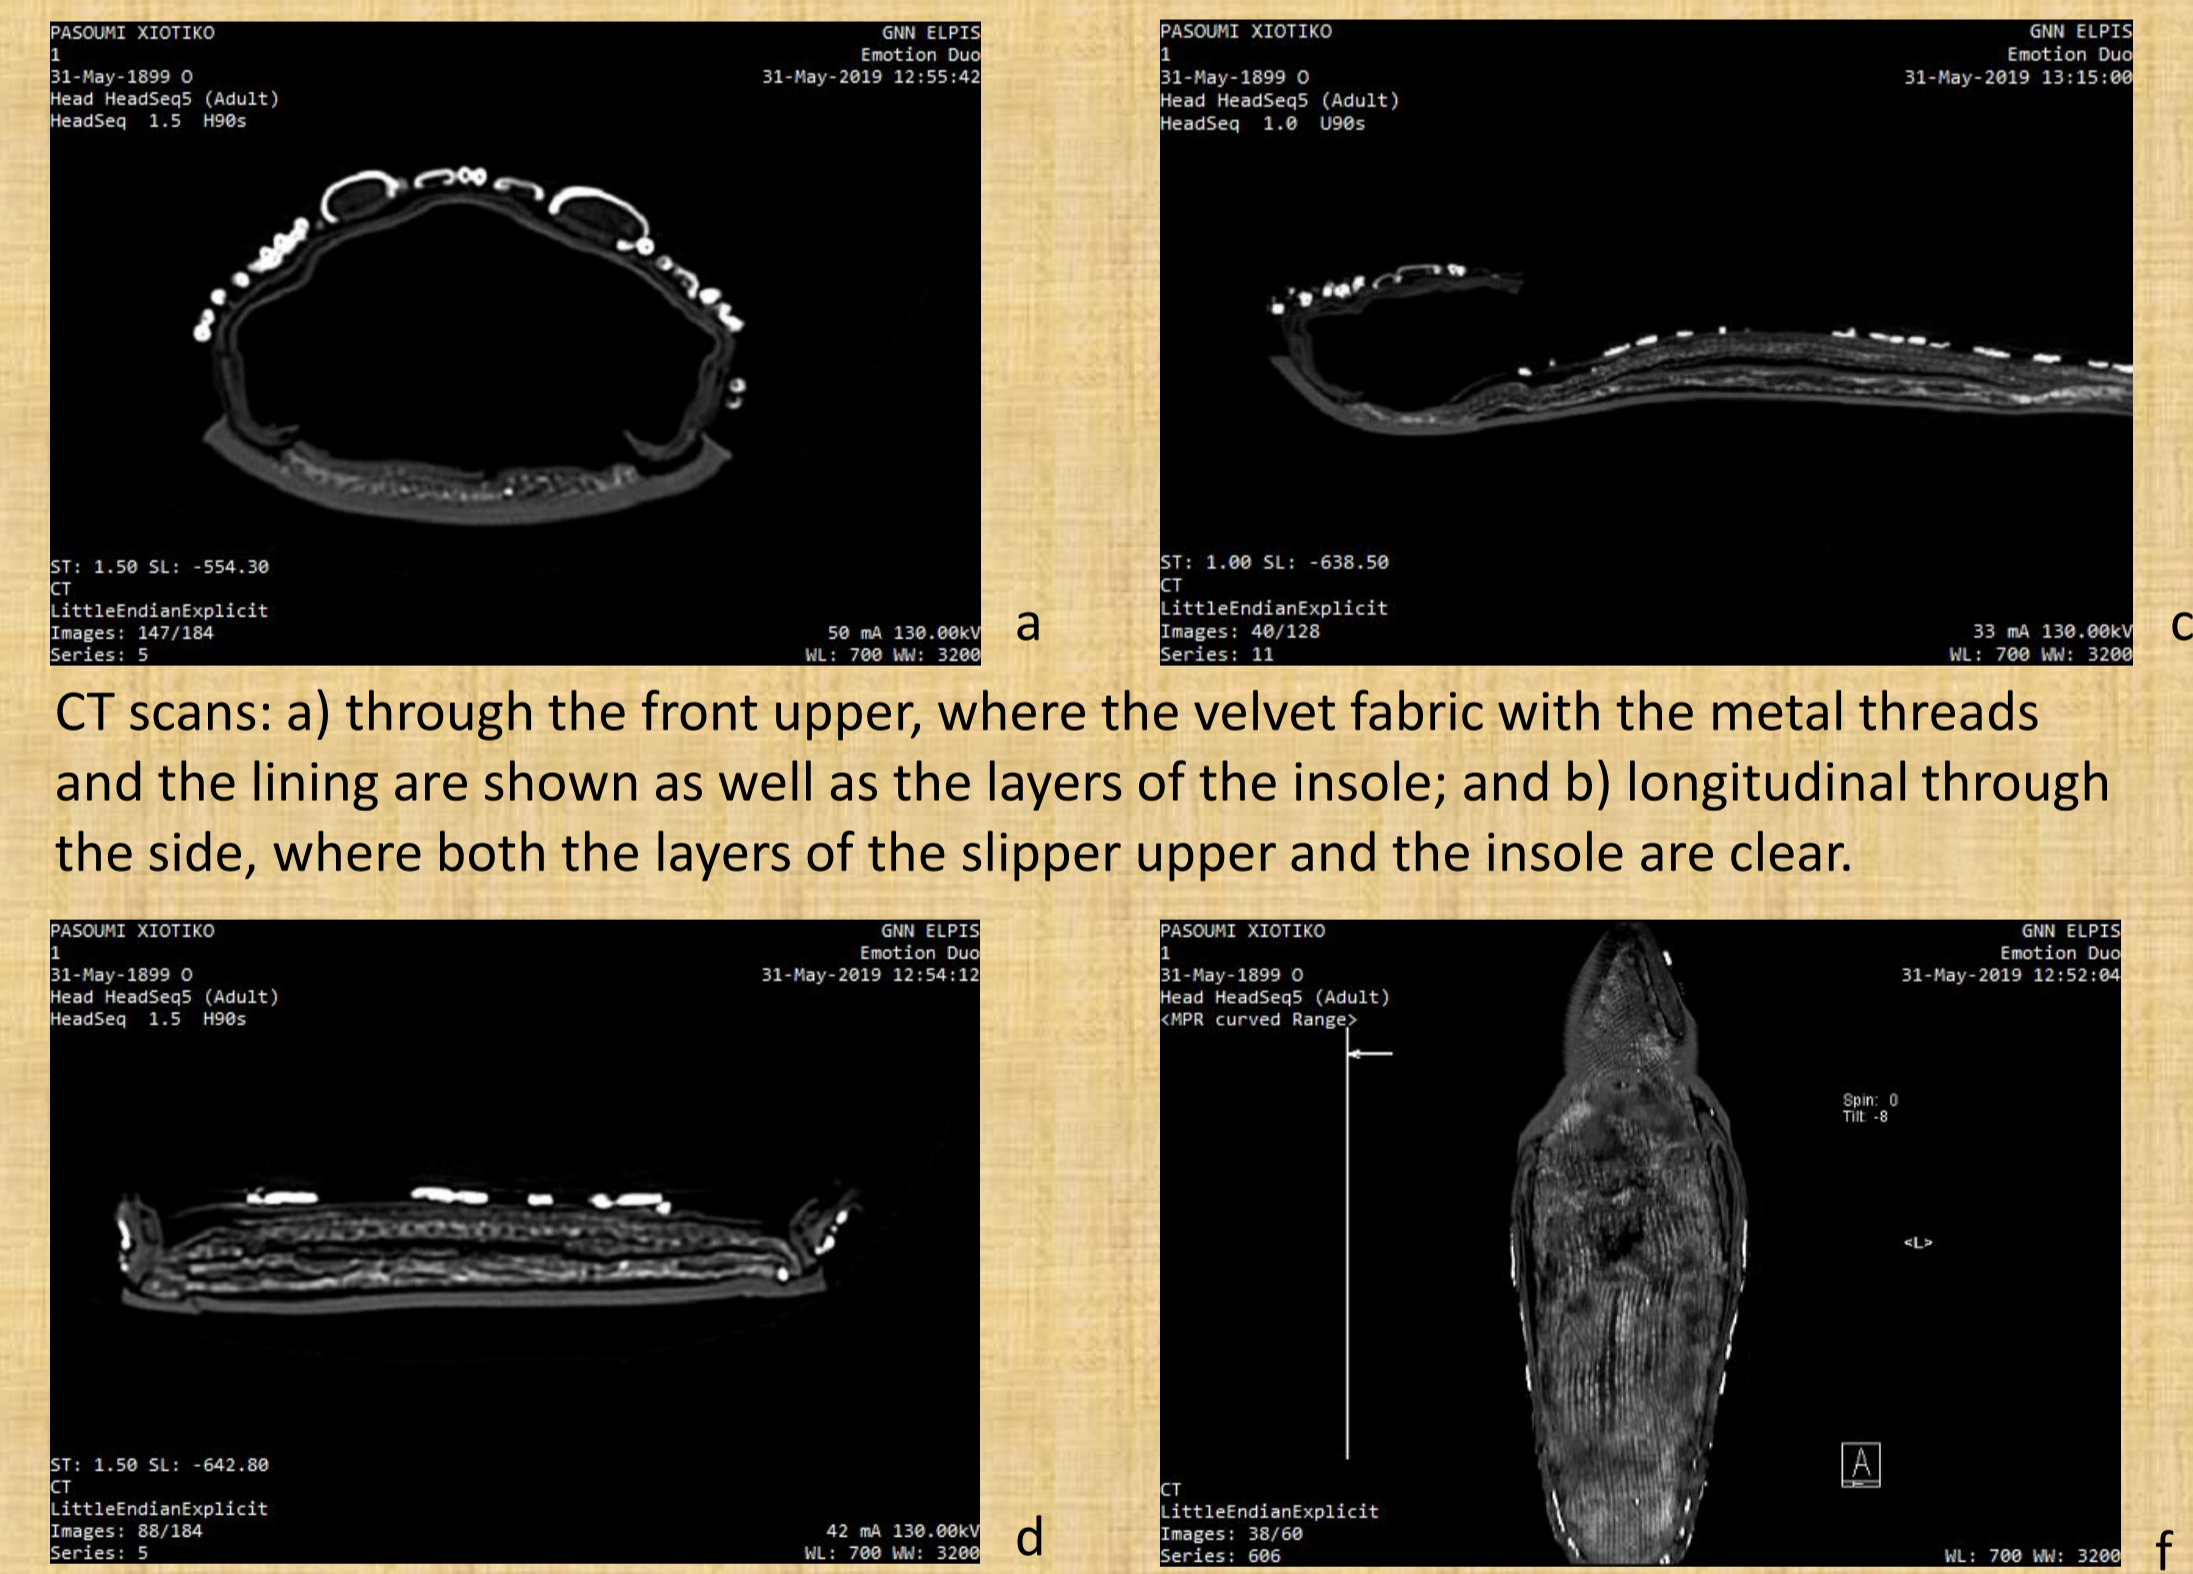 PASOUMI XIOTIKO
1
31-May-1899 O
Head HeadSeq5 (Adult)
HeadSeq 1.5 H90s
GNN ELPIS
Emotion Duo
31-May-2019 12:55:42
ST: 1.50 SL: -554.30
CT
LittleEndianExplicit
Images: 147/184
Series: 5
50 mA 130.00kV
WL: 700 WW: 3200
a
PASOUMI XIOTIKO
1
31-May-1899 O
Head HeadSeq5 (Adult)
HeadSeq 1.0 U90s
GNN ELPIS
Emotion Duo
31-May-2019 13:15:00
ST: 1.00 SL: -638.50
CT
LittleEndianExplicit
Images: 40/128
Series: 11
33 mA 130.00kV
WL: 700 WW: 3200
c
CT scans: a) through the front upper, where the velvet fabric with the metal threads
and the lining are shown as well as the layers of the insole; and b) longitudinal through
the side, where both the layers of the slipper upper and the insole are clear.
PASOUMI XIOTIKO
1
31-May-1899 O
Head HeadSeq5 (Adult)
HeadSeq 1.5 H90s
GNN ELPIS
Emotion Duo
31-May-2019 12:54:12
ST: 1.50 SL: -642.80
CT
LittleEndianExplicit
Images: 88/184
Series: 5
42 mA 130.00kV
WL: 700 WW: 3200
d
PASOUMI XIOTIKO
1
31-May-1899 O
Head HeadSeq5 (Adult)
<MPR curved Range>
GNN ELPIS
Emotion Duo
31-May-2019 12:52:04
Spin: 0
Tilt: -8
<L>
A
CT
LittleEndianExplicit
Images: 38/60
Series: 606
WL: 700 WW: 3200
f